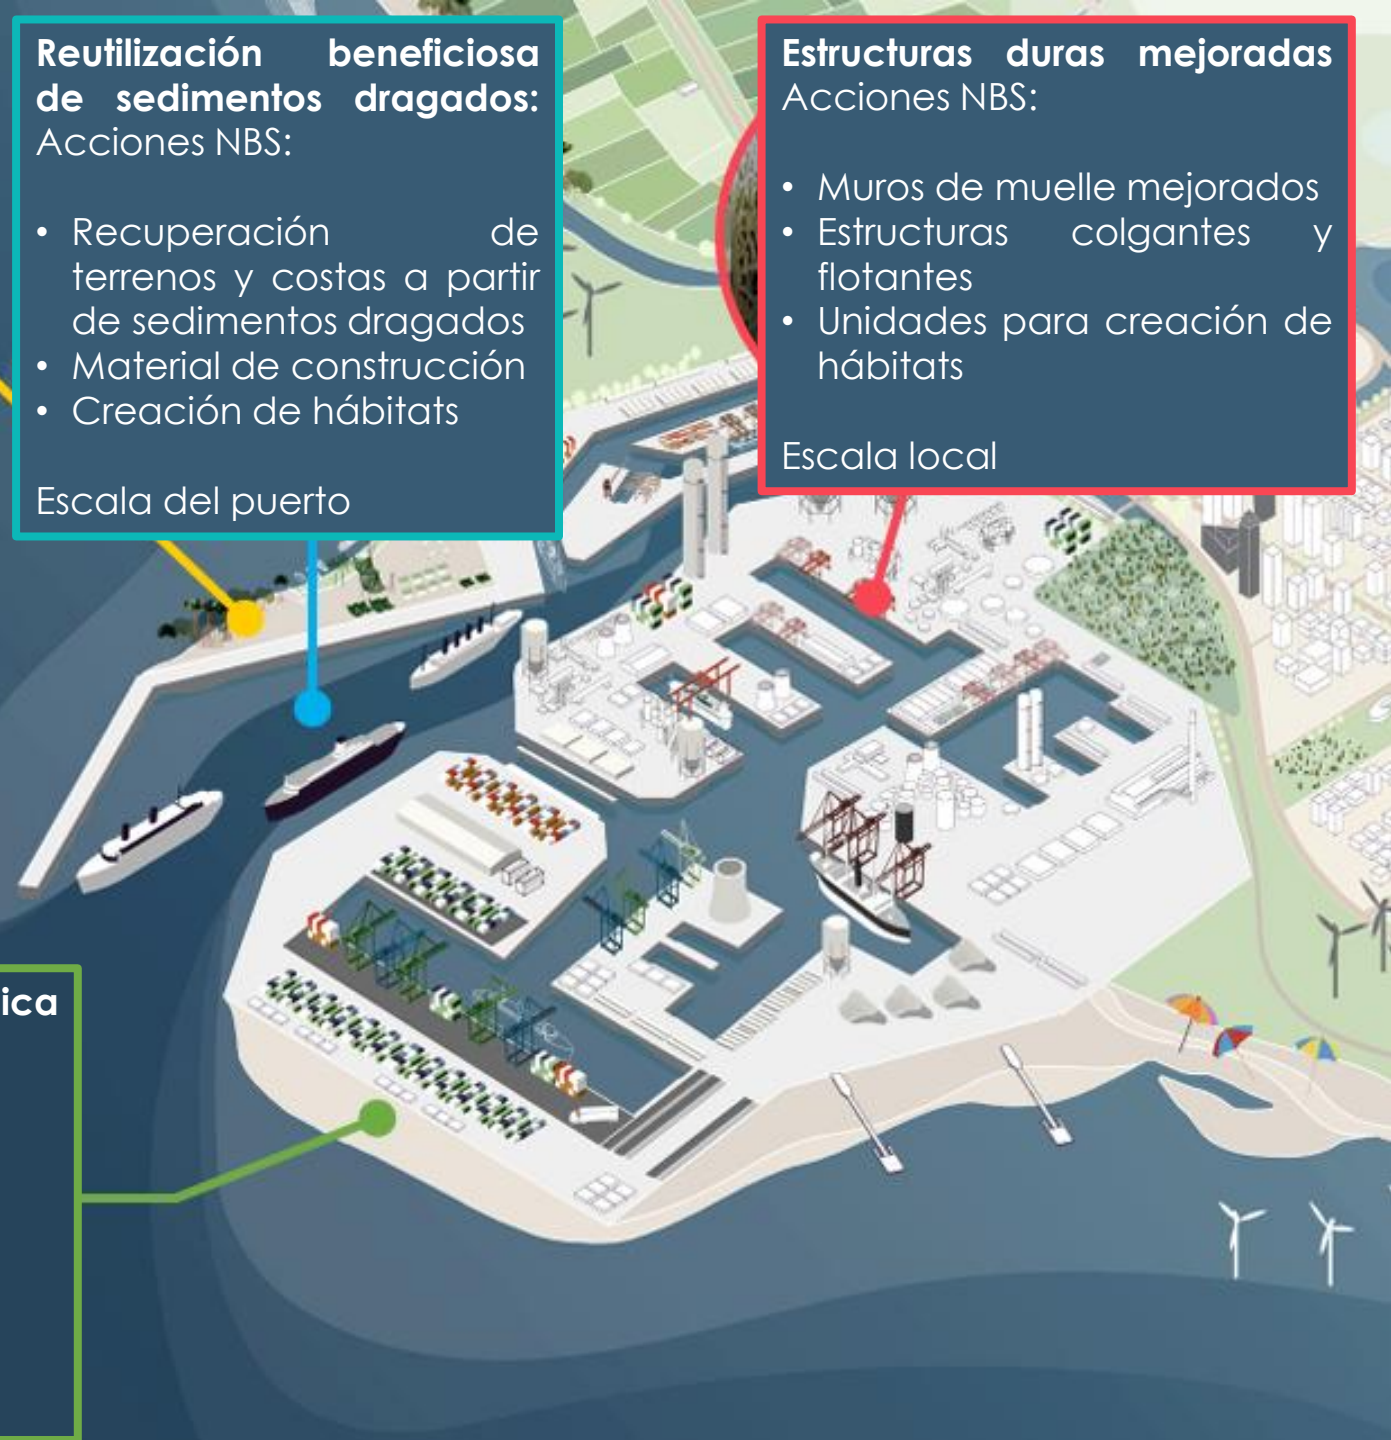 Reutilización beneficiosa
de sedimentos dragados:
Acciones NBS:
• Recuperación de
terrenos y costas a partir
de sedimentos dragados
• Material de construcción
• Creación de hábitats
Escala del puerto
Estructuras duras mejoradas
Acciones NBS:
• Muros de muelle mejorados
• Estructuras colgantes y
flotantes
• Unidades para creación de
hábitats
Escala local
ica